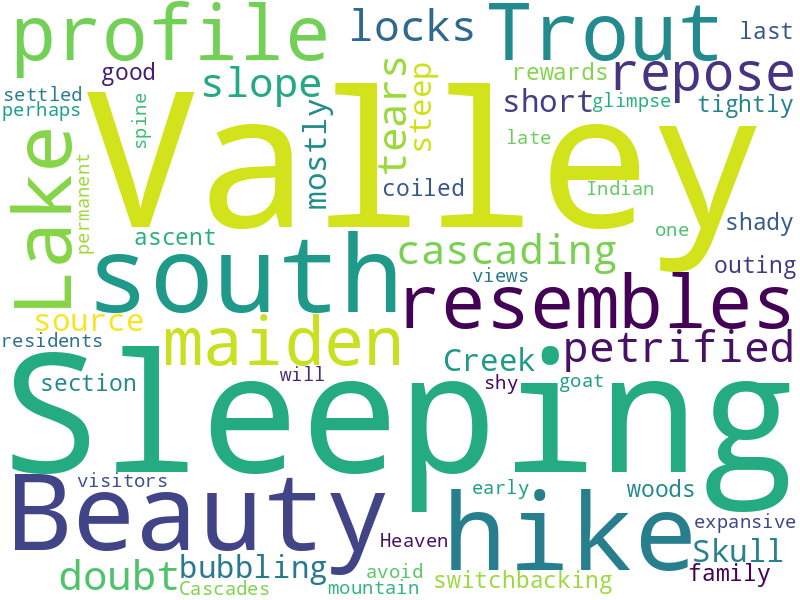 profile
locks
Trout
last
settled
good
slope
tears
steep
rewards
repose
perhaps
spine
mostly
short
glimpse
tightly
Valley
late
Lake
permanent
coiled
Indian
ascent
south
cascading
one
shady
views
outing
resembles
source
maiden
residents
petrified
Creek
section
will
shy
goat
Sleeping
Beauty
visitors
early
hike
woods
expansive
Heaven
Skull
doubt
bubbling
Cascades
avoid
mountain
switchbacking
family